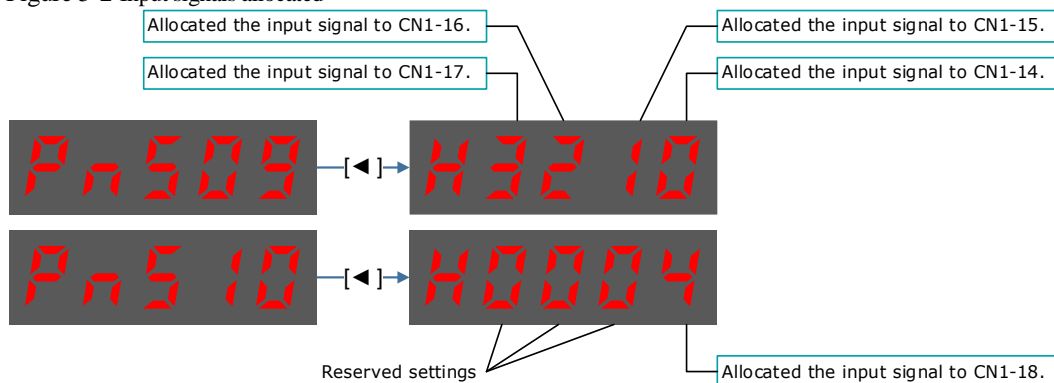 Figure 5-2 Input signals allocated
Allocated the input signal to CN1-16.
Allocated the input signal to CN1-15.
Allocated the input signal to CN1-17.
Allocated the input signal to CN1-14.
Pn509 [◄] H3210
Pn510 [◄] H0004
Reserved settings
Allocated the input signal to CN1-18.